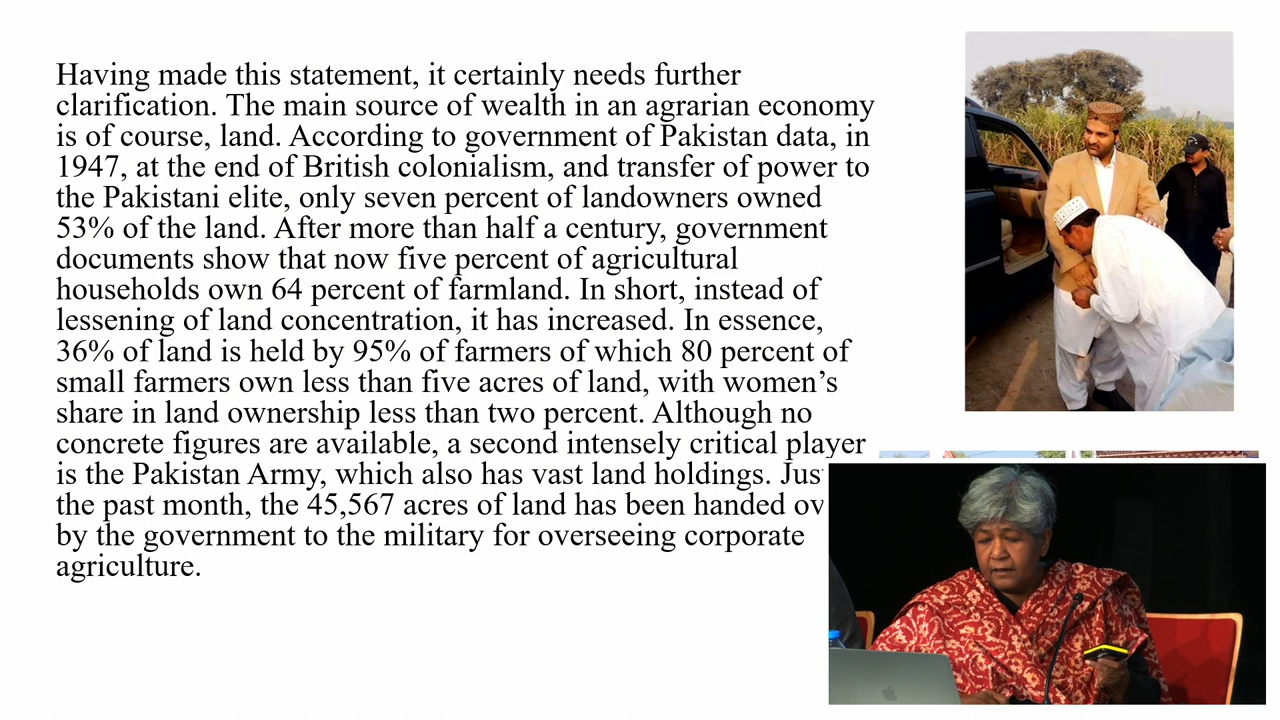 Having made this statement, it certainly needs further
clarification. The main source of wealth in an agrarian economy
is of course, land. According to government of Pakistan data, in
1947, at the end of British colonialism, and transfer of power to
the Pakistani elite, only seven percent of landowners owned
53% of the land. After more than half a century, government
documents show that now five percent of agricultural
households own 64 percent of farmland. In short, instead of
lessening of land concentration, it has increased. In essence,
36% of land is held by 95% of farmers of which 80 percent of
small farmers own less than five acres of land, with women’s
share in land ownership less than two percent. Although no
concrete figures are available, a second intensely critical player
is the Pakistan Army, which also has vast land holdings.
the past month, the 45,567 acres of land has been handed
by the government to the military for overseeing corporate
agriculture.